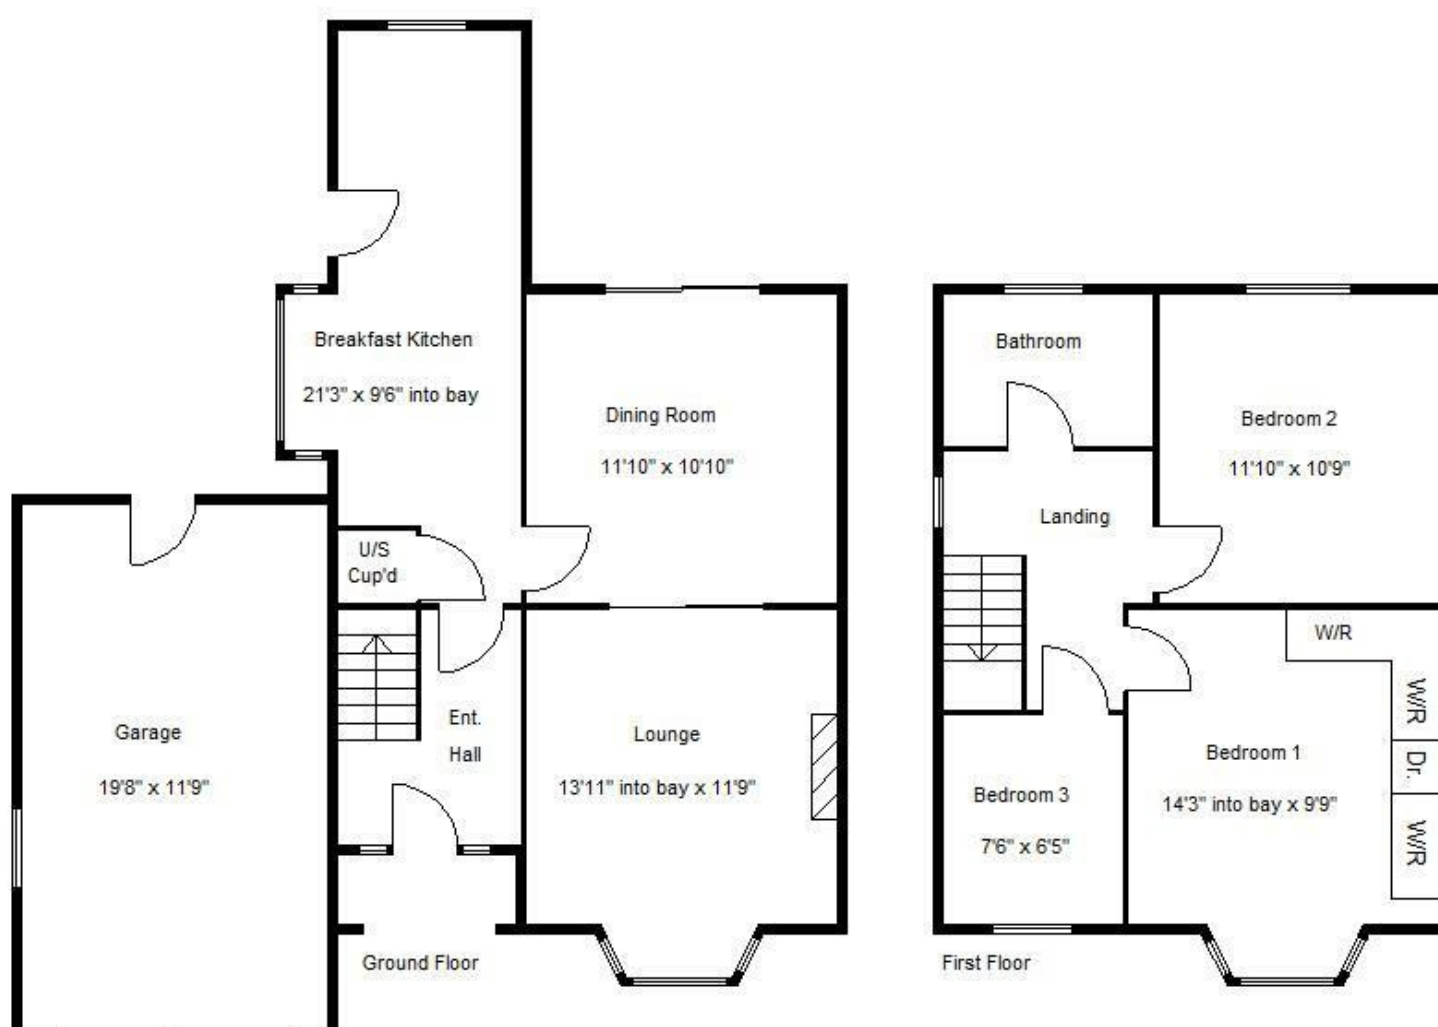 Breakfast Kitchen
21'3" x 9'6" into bay
Dining Room
11'10" x 10'10"
U/S
Cup'd
Ent.
Hall
Garage
19'8" x 11'9"
Lounge
13'11" into bay x 11'9"
Ground Floor
Bathroom
Bedroom 2
11'10" x 10'9"
Landing
W/R
W/R
Dr.
W/R
Bedroom 1
14'3" into bay x 9'9"
Bedroom 3
7'6" x 6'5"
First Floor